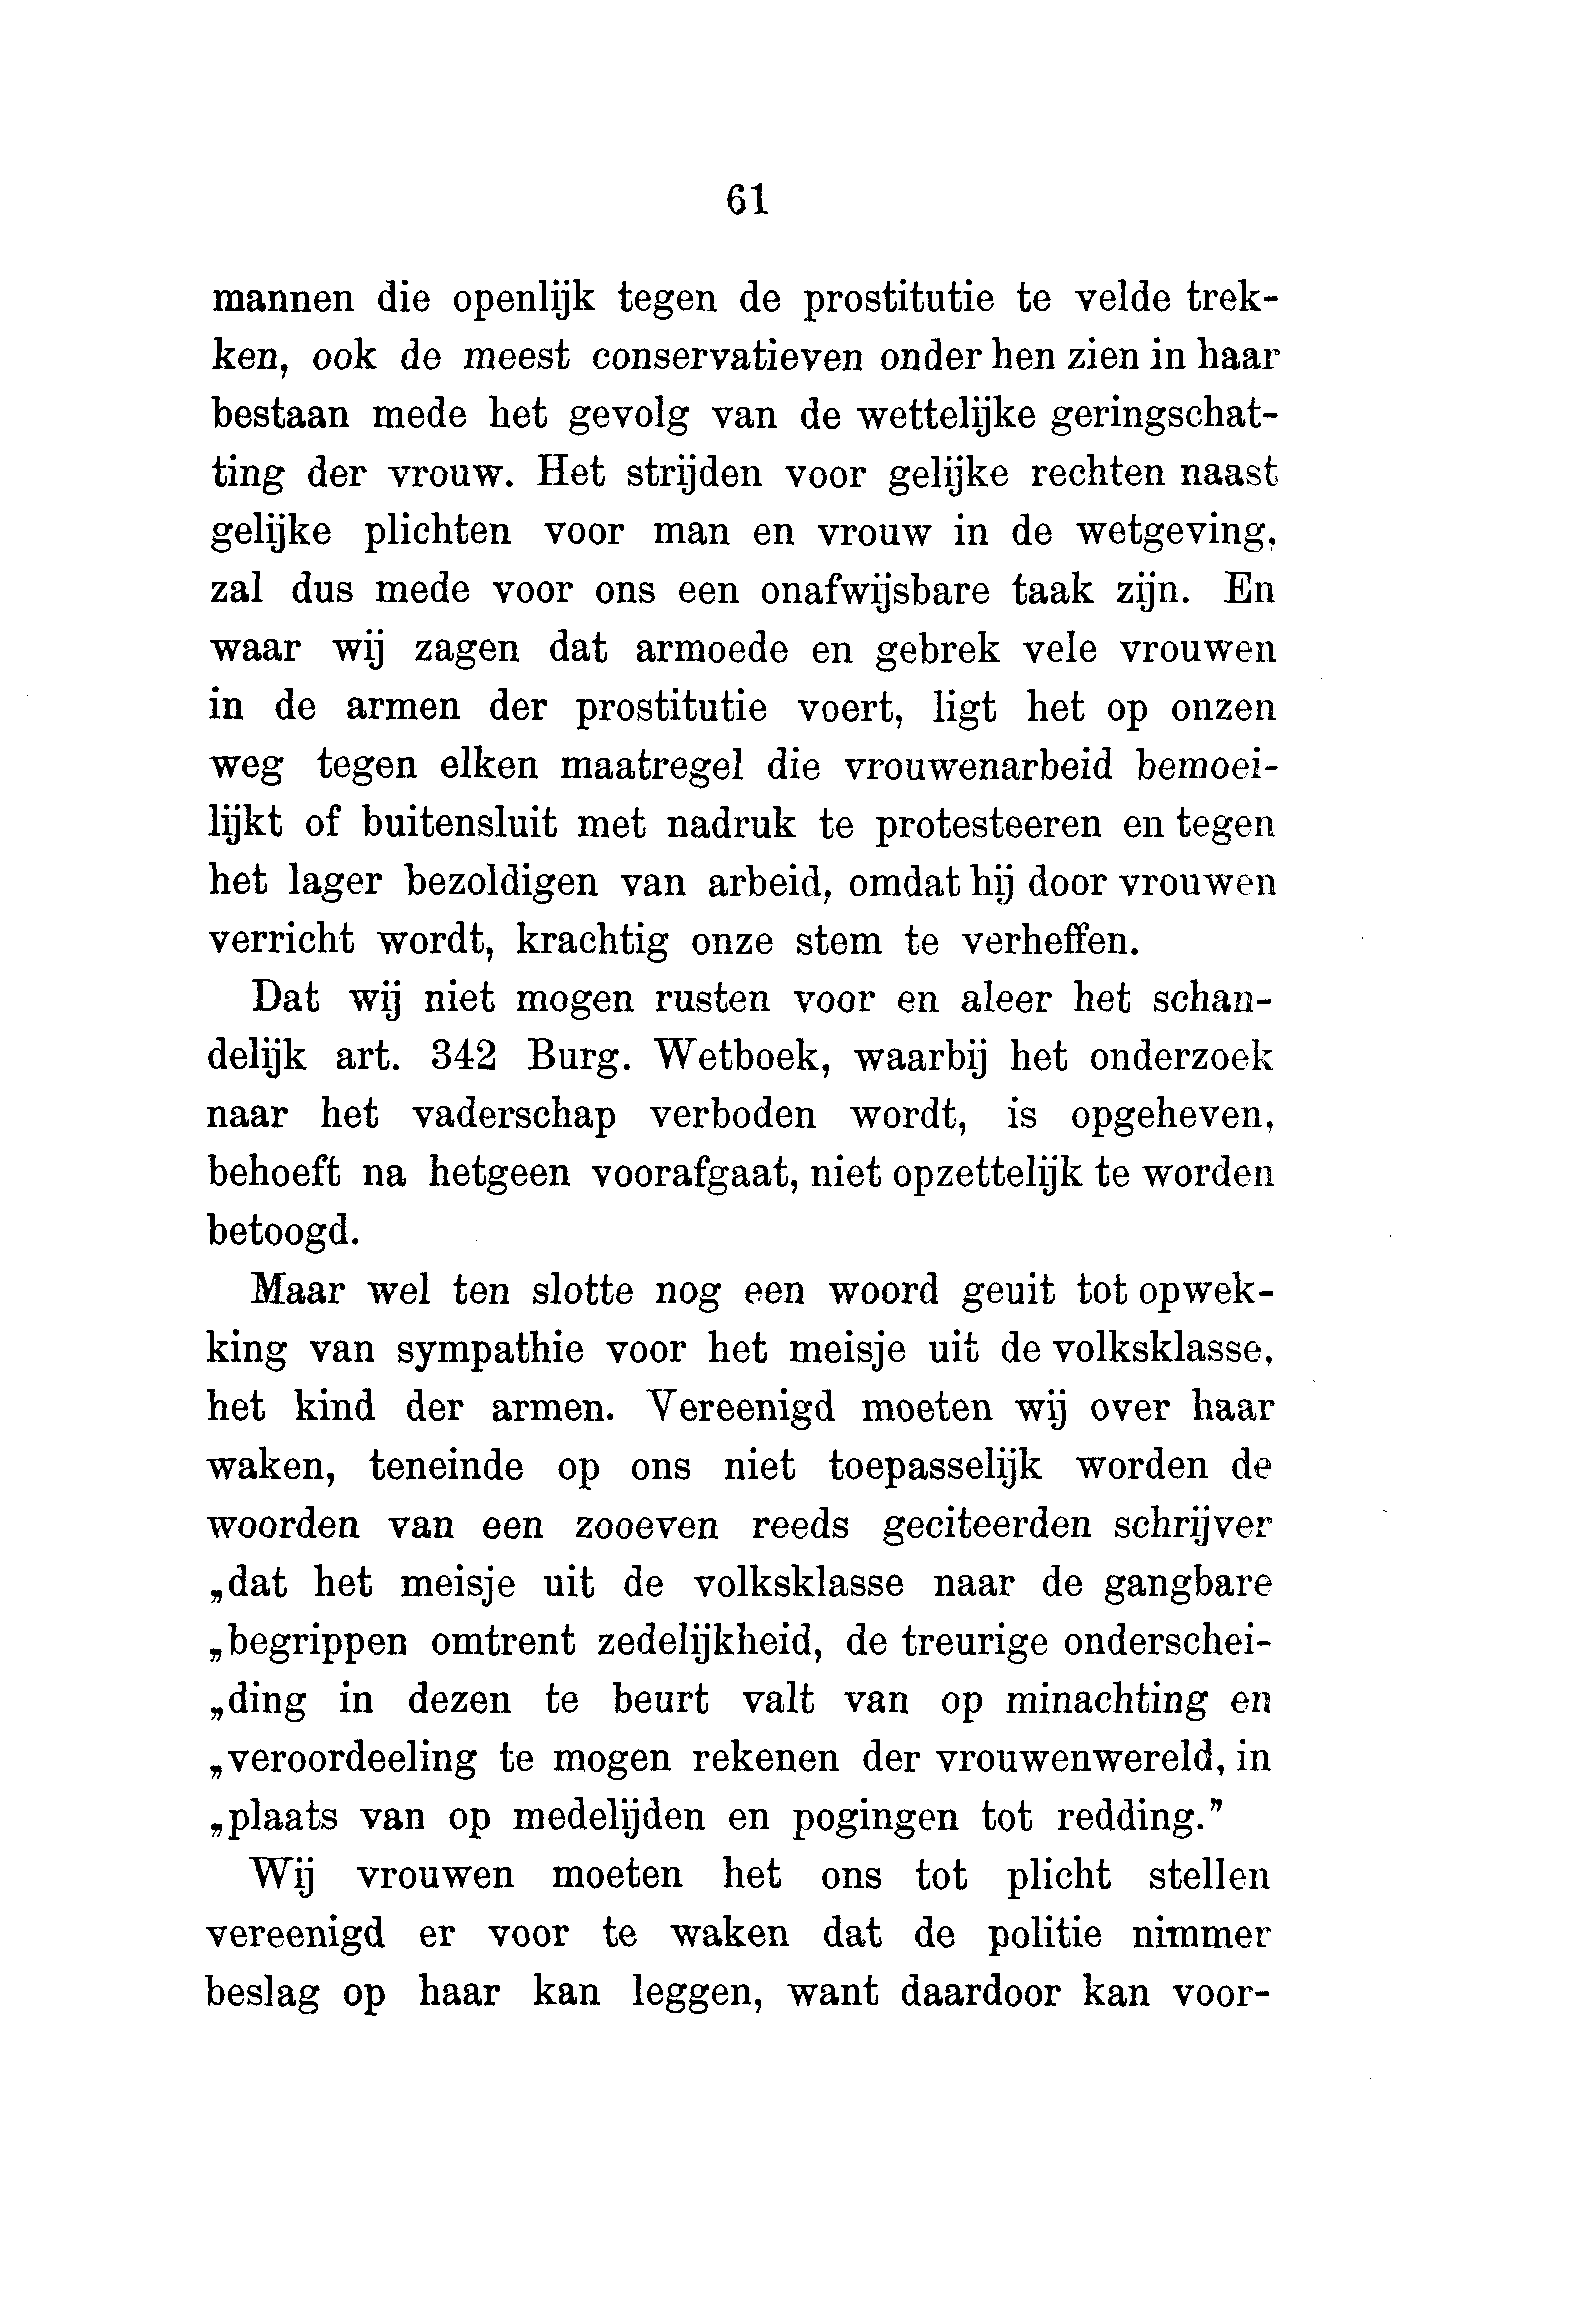 61
mannen die openlijk tegen de prostitutie te velde trek-
ken, ook de meest conservatieven onder hen zien in haar
bestaan mede het gevolg van de wettelijke geringschat-
ting der vrouw. Het strijden voor gelijke rechten naast
gelijke plichten voor man en vrouw in de wetgeving,
zal dus mede voor ons een onafwijsbare taak zijn. En
waar wij zagen dat armoede en gebrek vele vrouwen
in de armen der prostitutie voert, ligt het op onzen
weg tegen elken maatregel die vrouwenarbeid bemoei-
lijkt of buitensluit met nadruk te protesteeren en tegen
het lager bezoldigen van arbeid, omdat hij door vrouwen
verricht wordt, krachtig onze stem te verheffen.
Dat wij niet mogen rusten voor en aleer het schan-
delijk art. 342 Burg. Wetboek, waarbij het onderzoek
naar het vaderschap verboden wordt, is opgeheven,
behoeft na hetgeen voorafgaat, niet opzettelijk te worden
betoogd.
Maar wel ten slotte nog een woord geuit tot opwek-
king van sympathie voor het meisje uit de volksklasse,
het kind der armen. Vereenigd moeten wij over haar
waken, teneinde op ons niet toepasselijk worden de
woorden van een zooeven reeds geciteerden schrijver
„dat het meisje uit de volksklasse naar de gangbare
„begrippen omtrent zedelijkheid, de treurige onderschei-
„ding in dezen te beurt valt van op minachting en
„veroordeeling te mogen rekenen der vrouwenwereld, in
„plaats van op medelijden en pogingen tot redding.”
Wij vrouwen moeten het ons tot plicht stellen
vereenigd er voor te waken dat de politie nimmer
beslag op haar kan leggen, want daardoor kan voor-